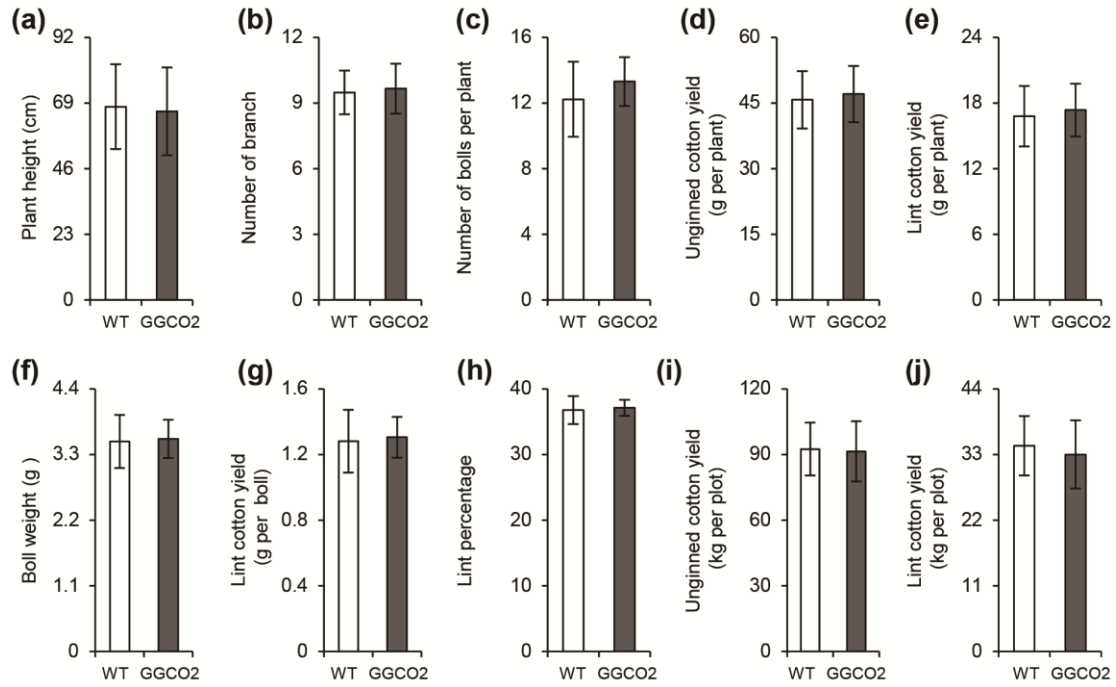 (a)
Plant height (cm)
92
69
46
23
0
WT GGCO2
(b)
Number of branch
12
9
6
3
0
WT GGCO2
(c)
Number of bolls per plant
16
12
8
4
0
WT GGCO2
(d)
Unginned cotton yield
(g per plant)
60
45
30
15
0
WT GGCO2
(e)
Lint cotton yield
(g per plant)
24
18
12
6
0
WT GGCO2
(f)
Boll weight (g )
4.4
3.3
2.2
1.1
0
WT GGCO2
(g)
Lint cotton yield
(g per boll)
1.6
1.2
0.8
0.4
0
WT GGCO2
(h)
Lint percentage
40
30
20
10
0
WT GGCO2
(i)
Unginned cotton yield
(kg per plot)
120
90
60
30
0
WT GGCO2
(j)
Lint cotton yield
(kg per plot)
44
33
22
11
0
WT GGCO2